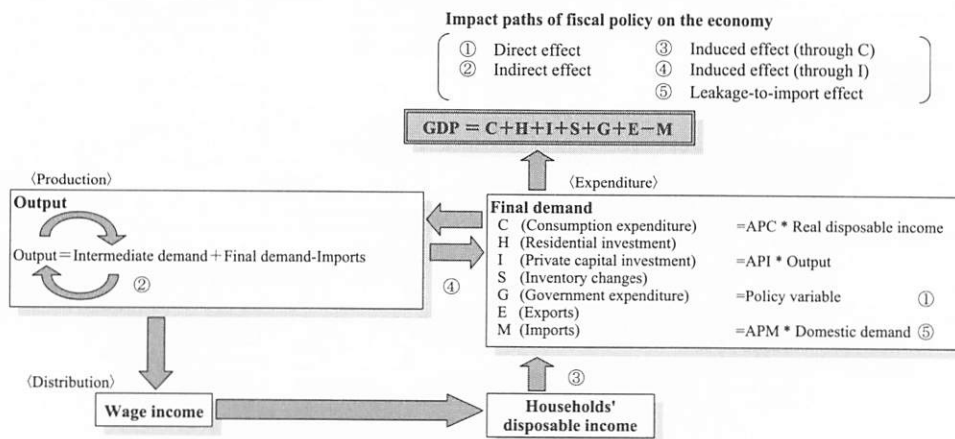 Impact paths of fiscal policy on the economy
① Direct effect ③ Induced effect (through C)
② Indirect effect ④ Induced effect (through I)
⑤ Leakage-to-import effect
GDP = C+H+I+S+G+E−M
〈Production〉
Output
Output=Intermediate demand+Final demand-Imports
②
④
〈Expenditure〉
Final demand
C (Consumption expenditure) =APC * Real disposable income
H (Residential investment)
I (Private capital investment) =API * Output
S (Inventory changes)
G (Government expenditure) =Policy variable ①
E (Exports)
M (Imports) =APM * Domestic demand ⑤
③
〈Distribution〉
Wage income
Households'
disposable income